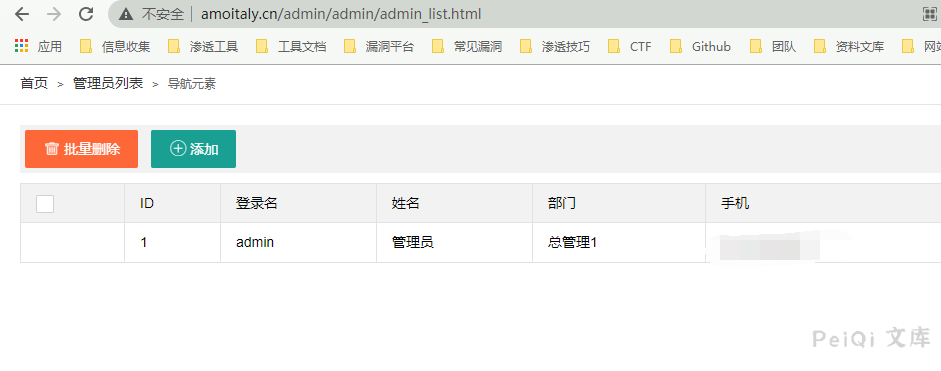 不安全 | amoitaly.cn/admin/admin/admin_list.html
应用 信息收集 渗透工具 工具文档 漏洞平台 常见漏洞 渗透技巧 CTF Github 团队 资料文库 网站
首页 > 管理员列表 > 导航元素
批量删除 添加
ID 登录名 姓名 部门 手机
1 admin 管理员 总管理1
PeiQi 文库